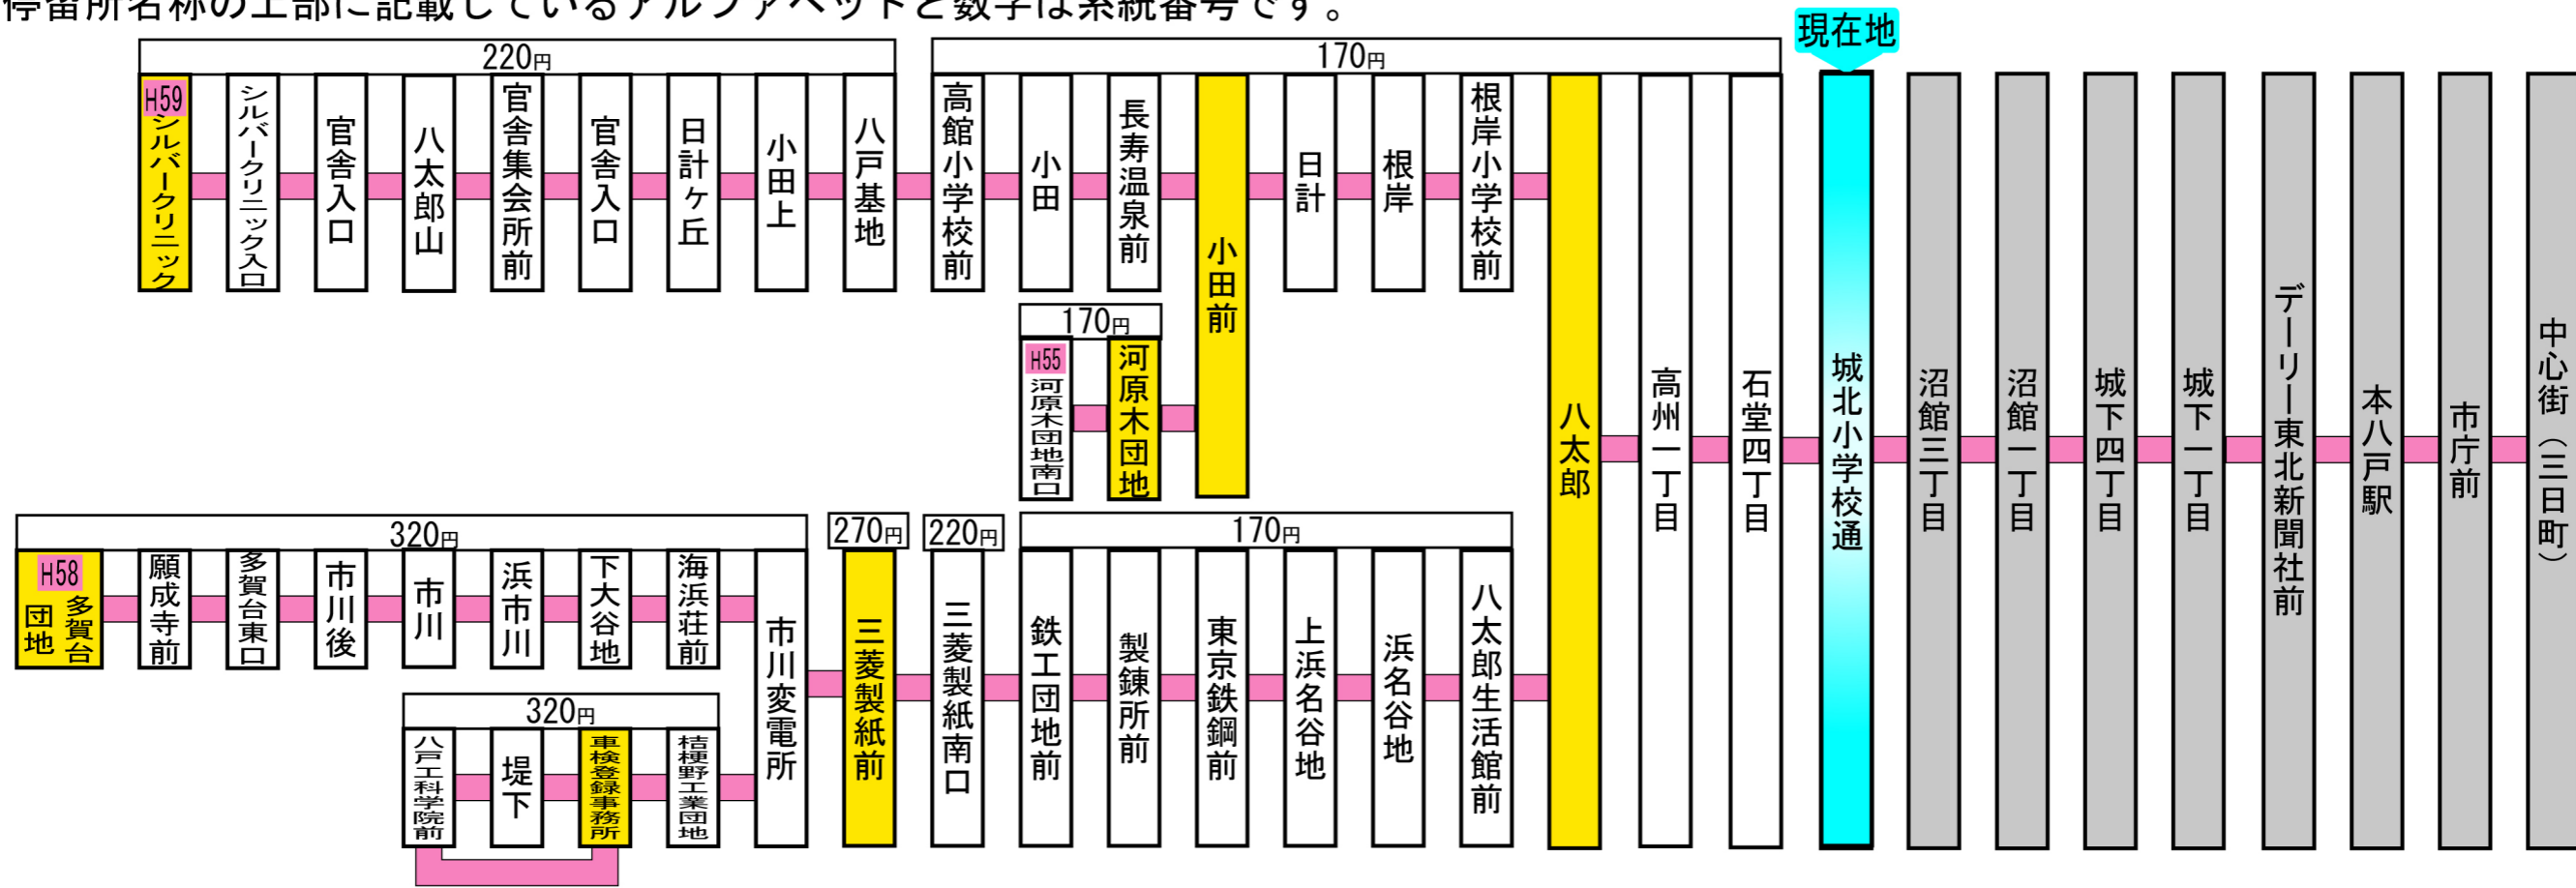 停留所名称の上部に記載しているアルファベットと数字は系統番号です。
現在地
220円
170円
H59
シルバークリニック
シルバークリニック入口
官舎入口
八太郎山
官舎集会所前
官舎入口
日計ヶ丘
小田上
八戸基地
高館小学校前
小田
長寿温泉前
小田前
日計
根岸
根岸小学校前
八太郎
高州一丁目
石堂四丁目
城北小学校通
沼館三丁目
沼館一丁目
城下四丁目
城下一丁目
デーリー東北新聞社前
本八戸駅
市庁前
中心街（三日町）
170円
H55
河原木団地南口
河原木団地
320円
270円
220円
170円
H58
多賀台
団地
願成寺前
多賀台東口
市川後
市川
浜市川
下大谷地
海浜荘前
市川変電所
三菱製紙前
三菱製紙南口
鉄工団地前
製錬所前
東京鉄鋼前
上浜名谷地
浜名谷地
八太郎生活館前
320円
八戸工科学院前
堤下
車検登録事務所
桔梗野工業団地